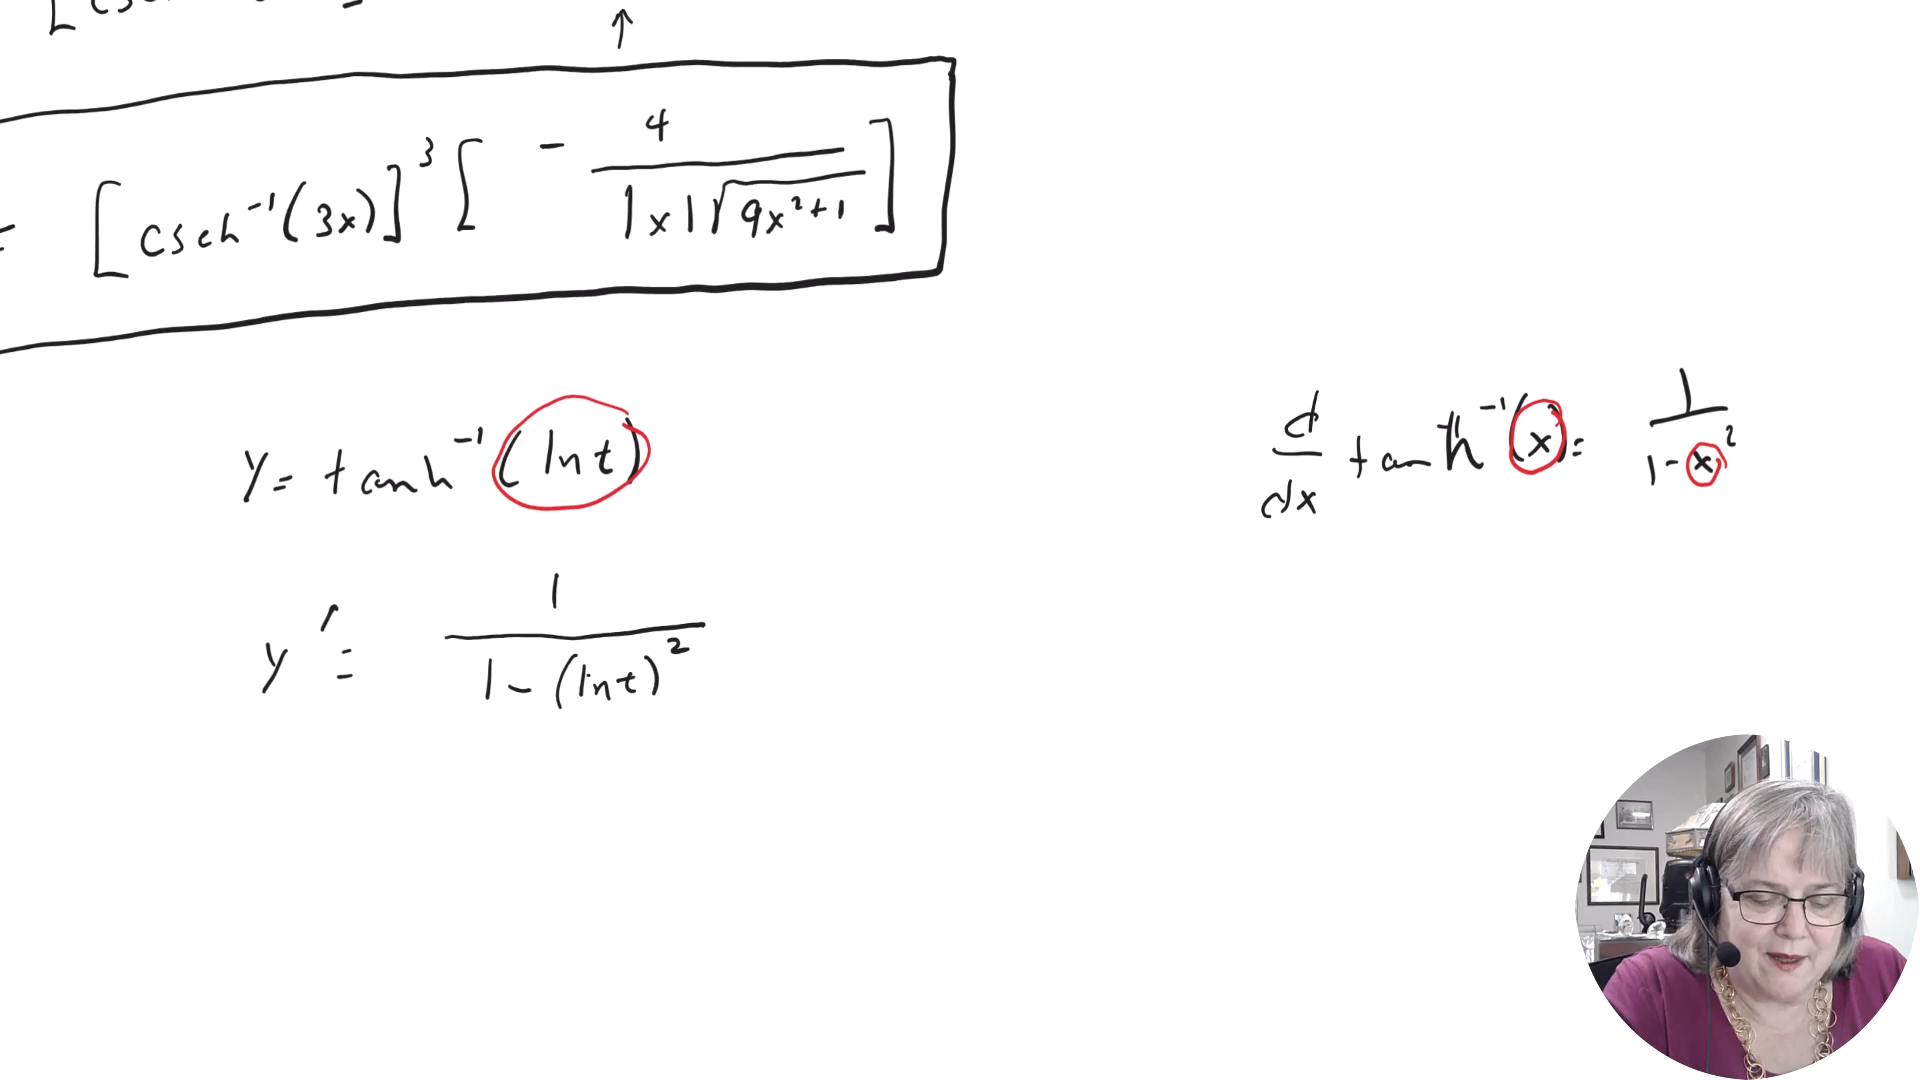 [csch
= [csch⁻¹(3x)]³ [ - 4 / |x|√(9x²+1) ]
y = tanh⁻¹(ln t)
d/dx tanh⁻¹(x) = 1 / 1-x²
y' = 1 / 1-(ln t)²